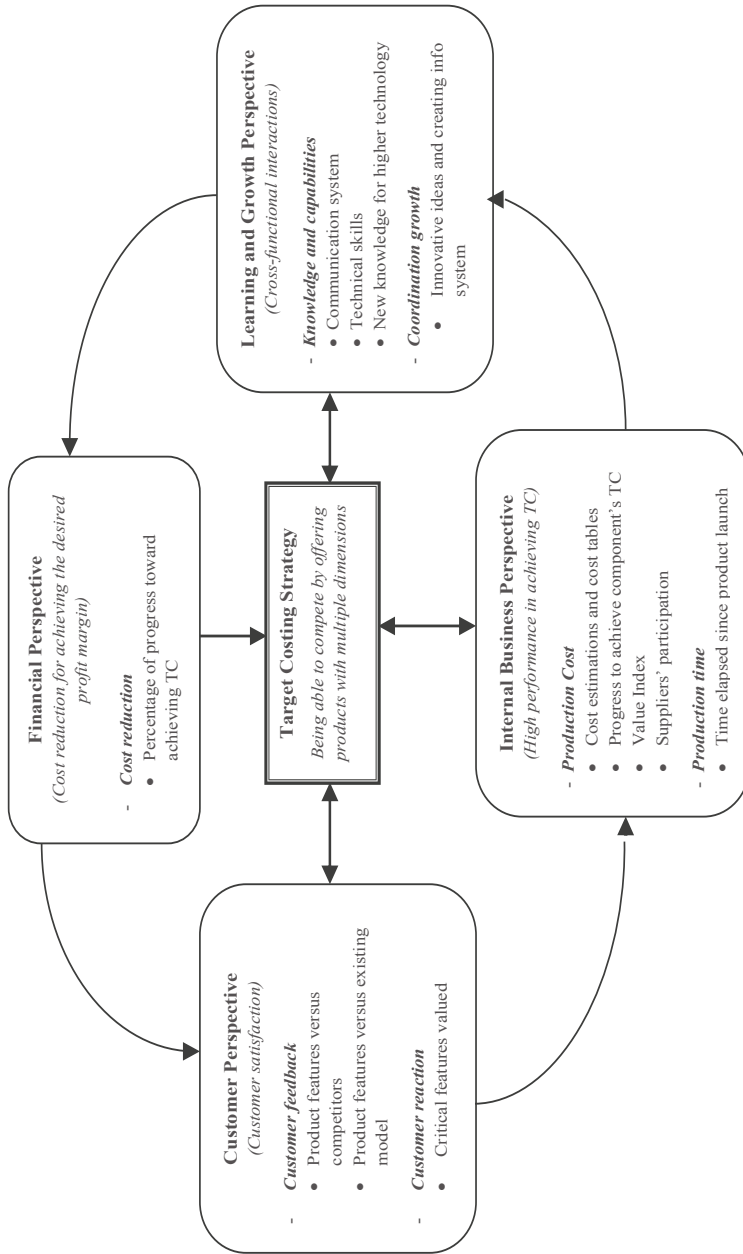 Financial Perspective
(Cost reduction for achieving the desired
profit margin)
- Cost reduction
• Percentage of progress toward
achieving TC
Customer Perspective
(Customer satisfaction)
- Customer feedback
• Product features versus
competitors
• Product features versus existing
model
- Customer reaction
• Critical features valued
Target Costing Strategy
Being able to compete by offering
products with multiple dimensions
Learning and Growth Perspective
(Cross-functional interactions)
- Knowledge and capabilities
• Communication system
• Technical skills
• New knowledge for higher technology
- Coordination growth
• Innovative ideas and creating info
system
Internal Business Perspective
(High performance in achieving TC)
- Production Cost
• Cost estimations and cost tables
• Progress to achieve component's TC
• Value Index
• Suppliers' participation
- Production time
• Time elapsed since product launch